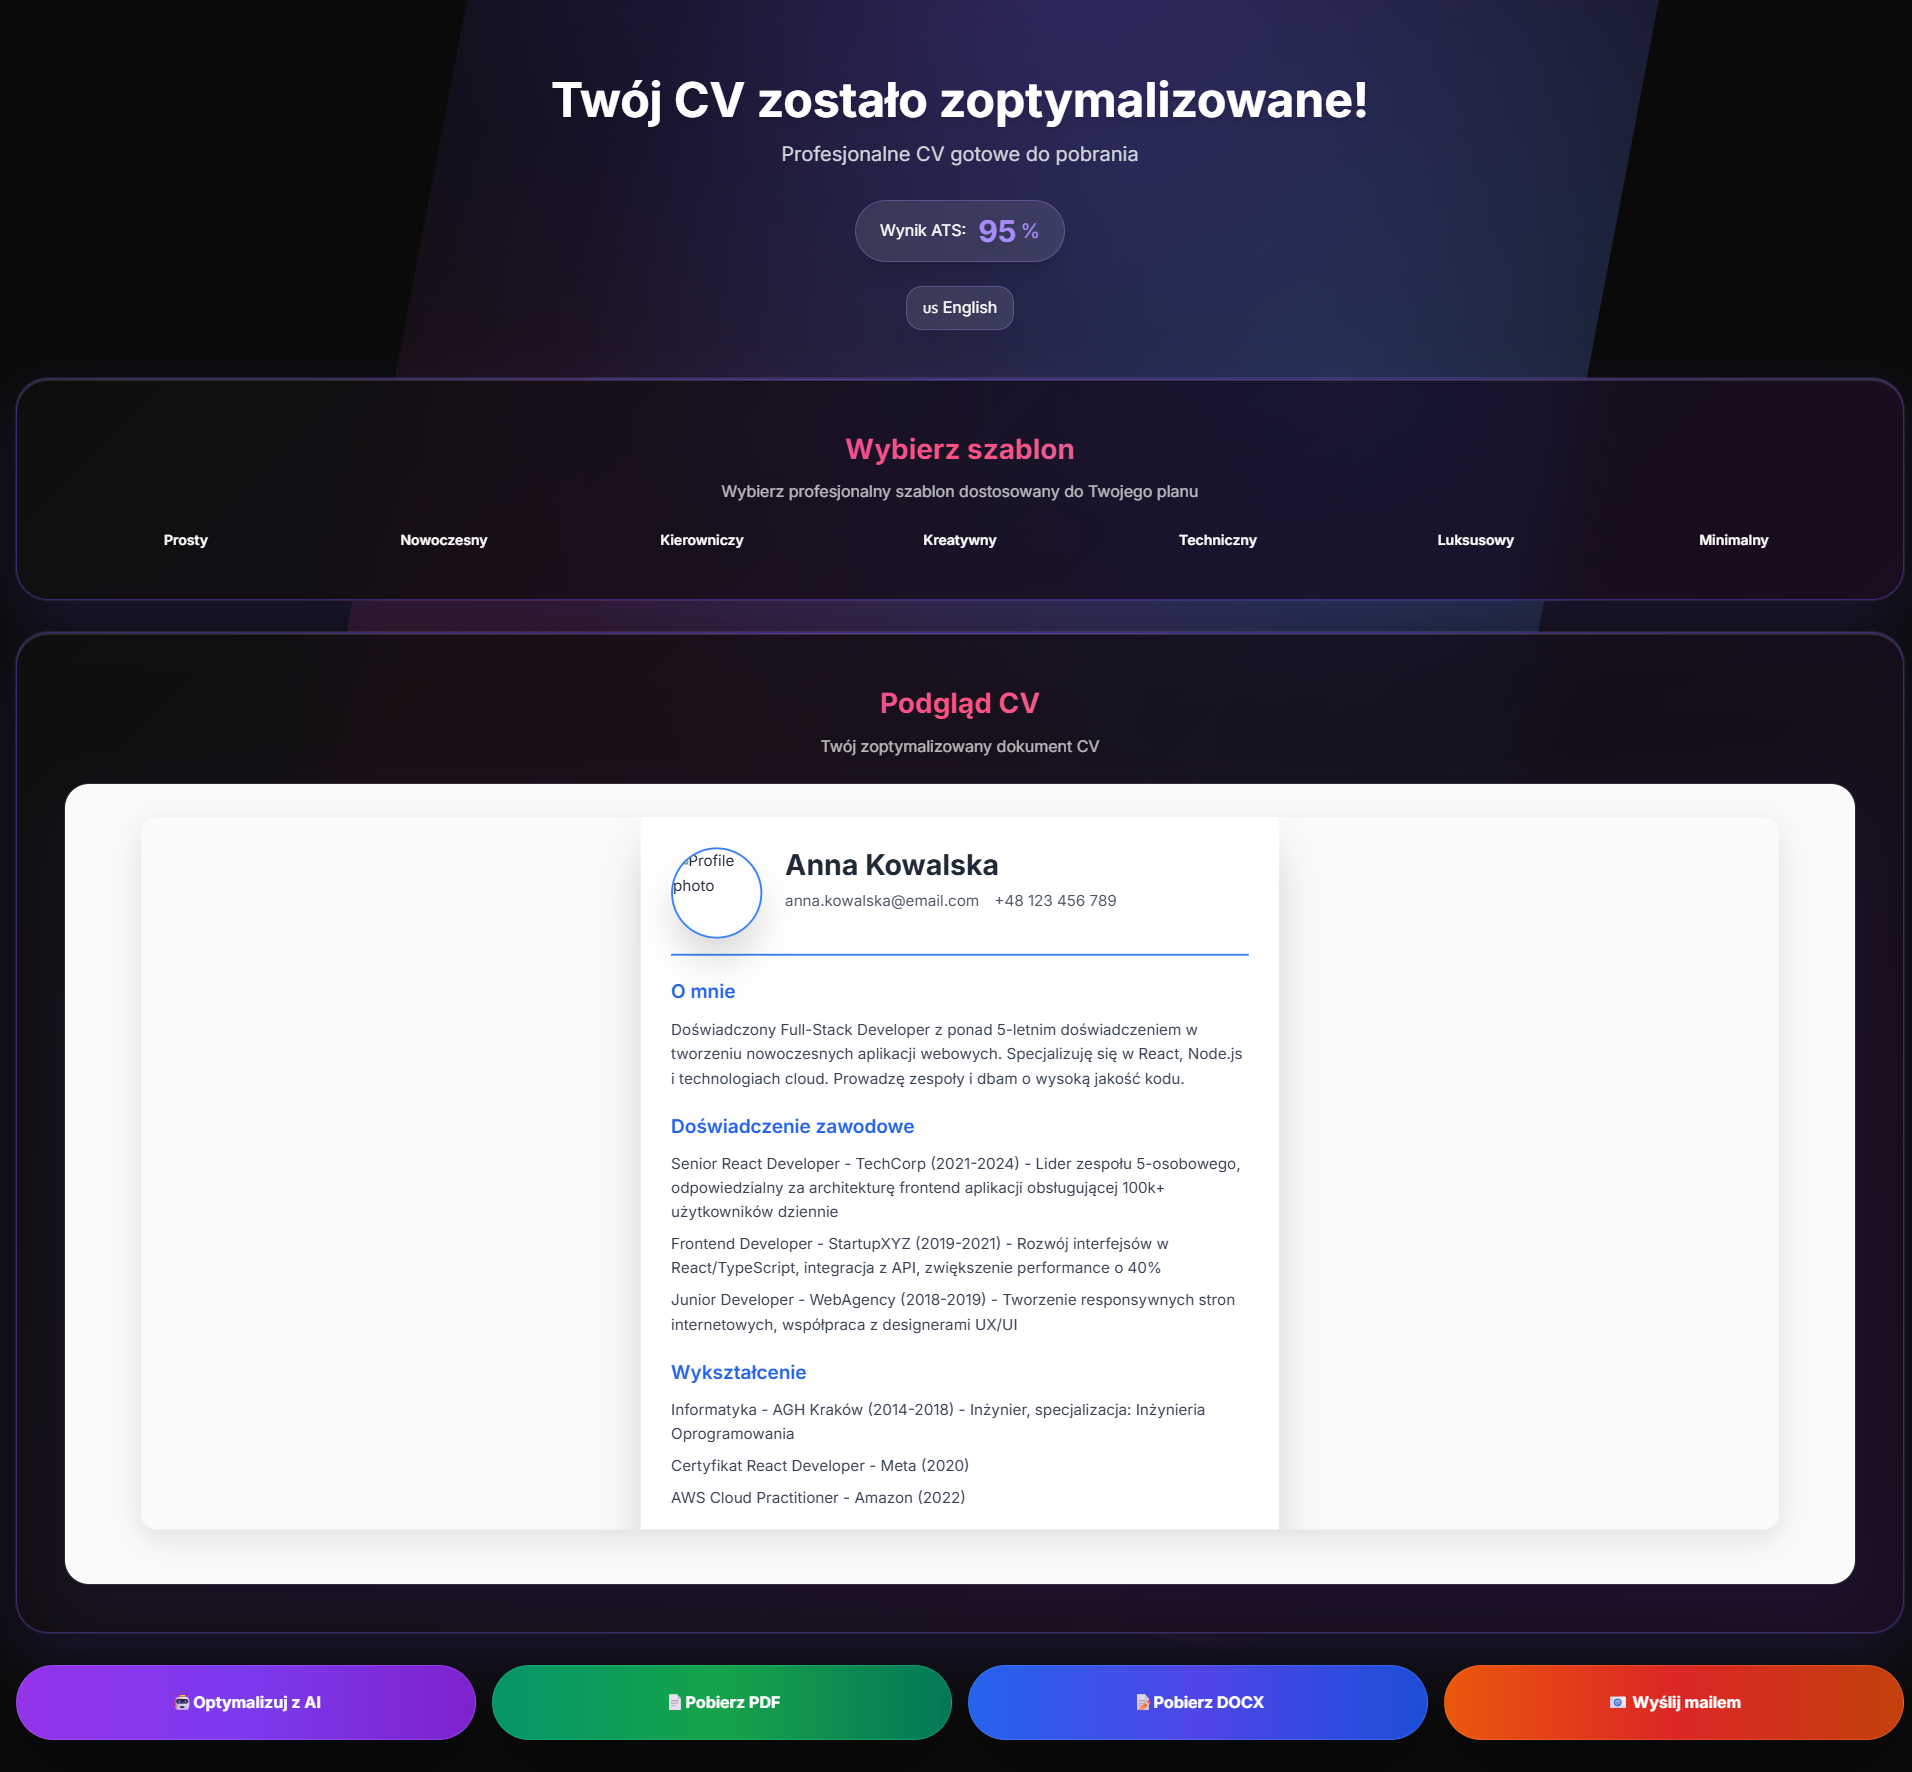 Twój CV zostało zoptymalizowane!
Profesjonalne CV gotowe do pobrania
Wynik ATS: 95 %
US English
Wybierz szablon
Wybierz profesjonalny szablon dostosowany do Twojego planu
Prosty Nowoczesny Kierowniczy Kreatywny Techniczny Luksusowy Minimalny
Podgląd CV
Twój zoptymalizowany dokument CV
Profile
photo
Anna Kowalska
anna.kowalska@email.com +48 123 456 789
O mnie
Doświadczony Full-Stack Developer z ponad 5-letnim doświadczeniem w
tworzeniu nowoczesnych aplikacji webowych. Specjalizuję się w React, Node.js
i technologiach cloud. Prowadzę zespoły i dbam o wysoką jakość kodu.
Doświadczenie zawodowe
Senior React Developer - TechCorp (2021-2024) - Lider zespołu 5-osobowego,
odpowiedzialny za architekturę frontend aplikacji obsługującej 100k+
użytkowników dziennie
Frontend Developer - StartupXYZ (2019-2021) - Rozwój interfejsów w
React/TypeScript, integracja z API, zwiększenie performance o 40%
Junior Developer - WebAgency (2018-2019) - Tworzenie responsywnych stron
internetowych, współpraca z designerami UX/UI
Wykształcenie
Informatyka - AGH Kraków (2014-2018) - Inżynier, specjalizacja: Inżynieria
Oprogramowania
Certyfikat React Developer - Meta (2020)
AWS Cloud Practitioner - Amazon (2022)
Optymalizuj z AI
Pobierz PDF
Pobierz DOCX
Wyślij mailem